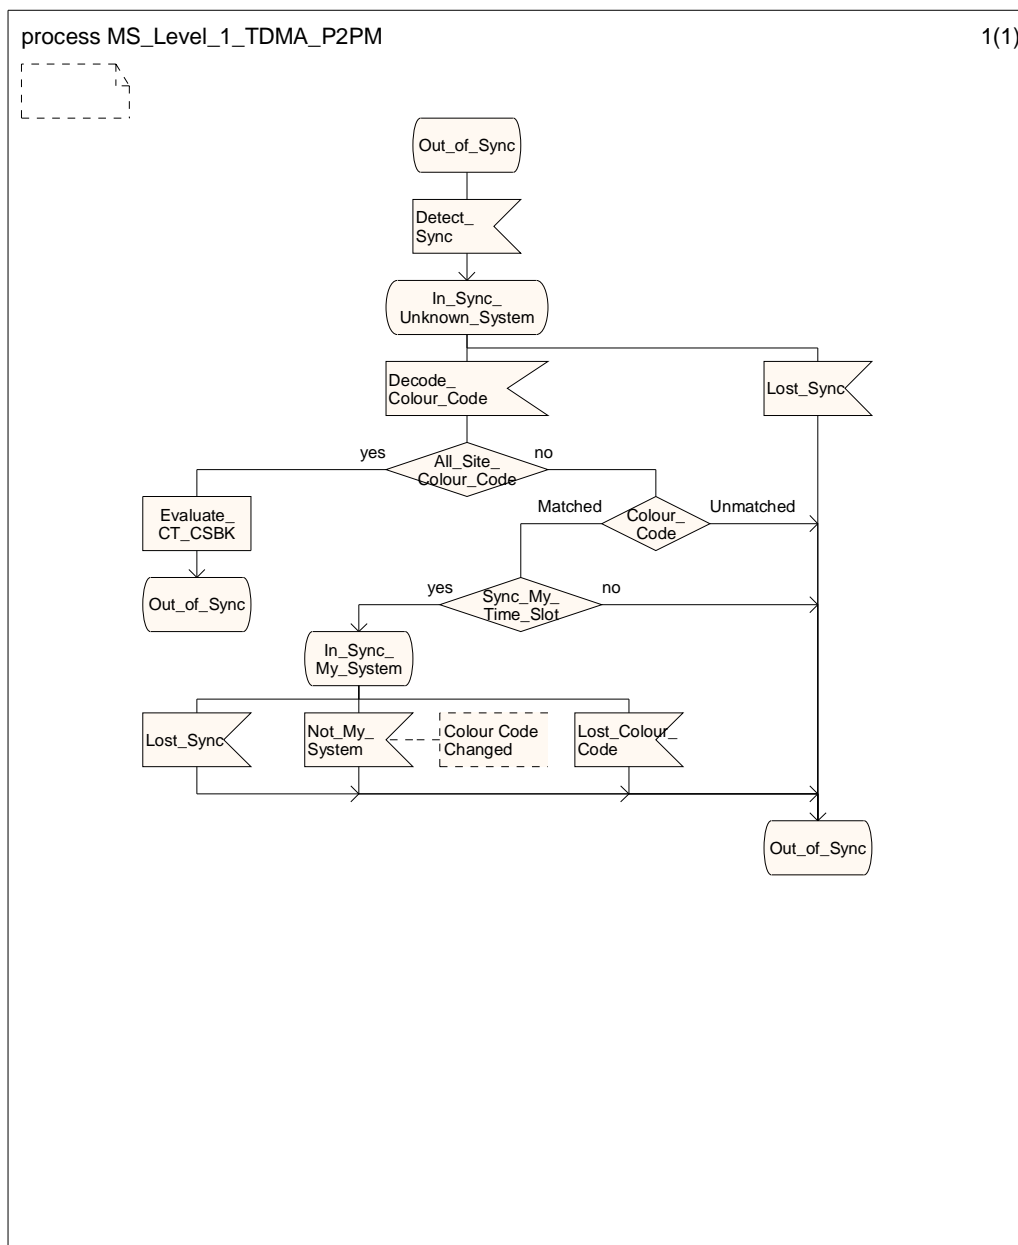 process MS_Level_1_TDMA_P2PM
1(1)
Out_of_Sync
Detect_
Sync
In_Sync_
Unknown_System
Decode_
Colour_Code
Lost_Sync
yes
All_Site_
Colour_Code
no
Evaluate_
CT_CSBK
Matched
Colour_
Code
Unmatched
Out_of_Sync
yes
Sync_My_
Time_Slot
no
In_Sync_
My_System
Lost_Sync
Not_My_
System
Colour Code
Changed
Lost_Colour_
Code
Out_of_Sync